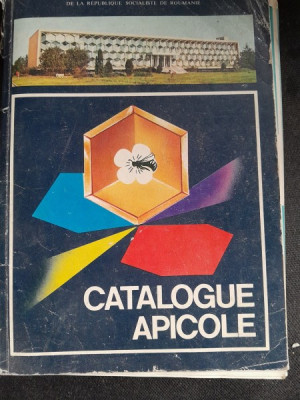 DE LA RÉPUBLIQUE SOCIALISTE DE ROUMANIE
CATALOGUE
APICOLE